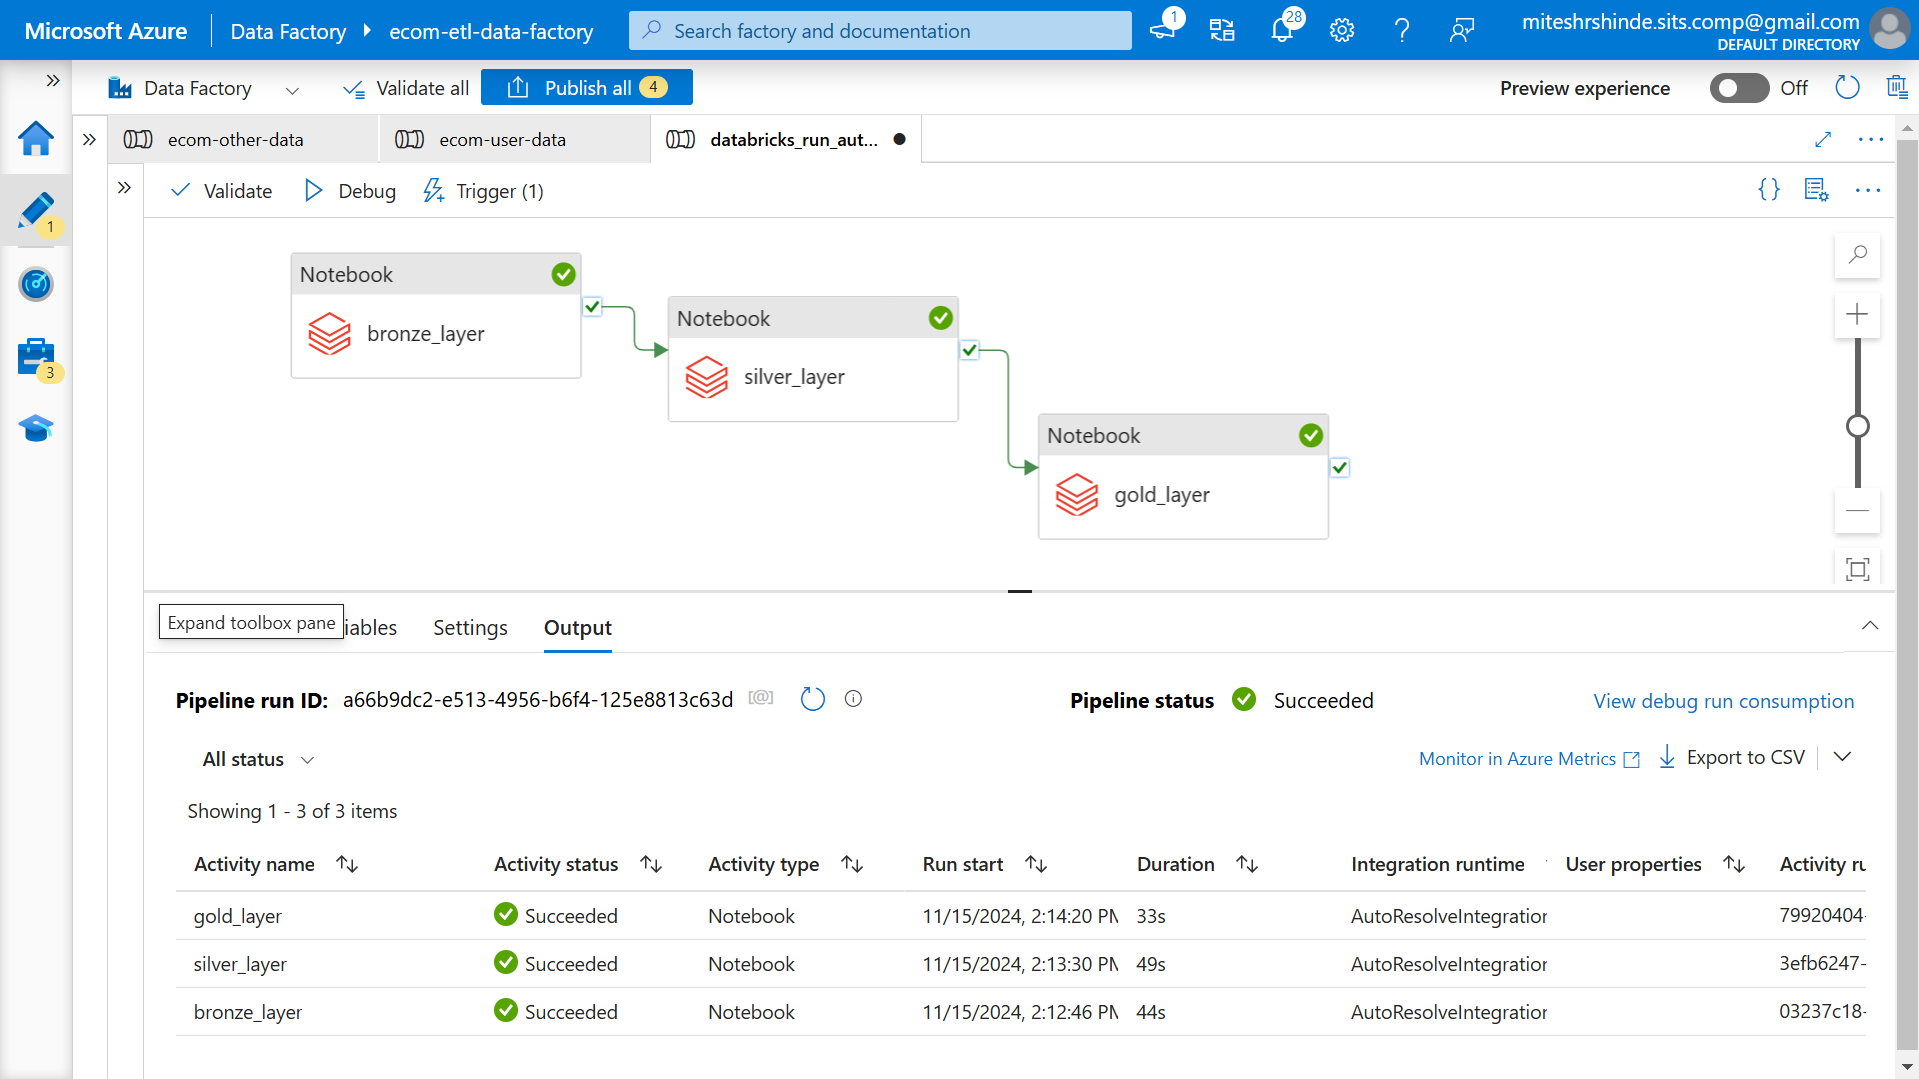 Microsoft Azure
Data Factory
ecom-etl-data-factory
Search factory and documentation
1
28
miteshrshinde.sits.comp@gmail.com
DEFAULT DIRECTORY
Data Factory
Validate all
Publish all 4
Preview experience
Off
ecom-other-data
ecom-user-data
databricks_run_aut...
1
3
Validate
Debug
Trigger (1)
{}
Notebook
bronze_layer
Notebook
silver_layer
Notebook
gold_layer
Expand toolbox pane
iables
Settings
Output
Pipeline run ID: a66b9dc2-e513-4956-b6f4-125e8813c63d [@]
Pipeline status Succeeded
View debug run consumption
All status
Monitor in Azure Metrics
Export to CSV
Showing 1 - 3 of 3 items
Activity name Activity status Activity type Run start Duration Integration runtime User properties Activity ru
gold_layer Succeeded Notebook 11/15/2024, 2:14:20 PM 33s AutoResolveIntegration 79920404-
silver_layer Succeeded Notebook 11/15/2024, 2:13:30 PM 49s AutoResolveIntegration 3efb6247-
bronze_layer Succeeded Notebook 11/15/2024, 2:12:46 PM 44s AutoResolveIntegration 03237c18-